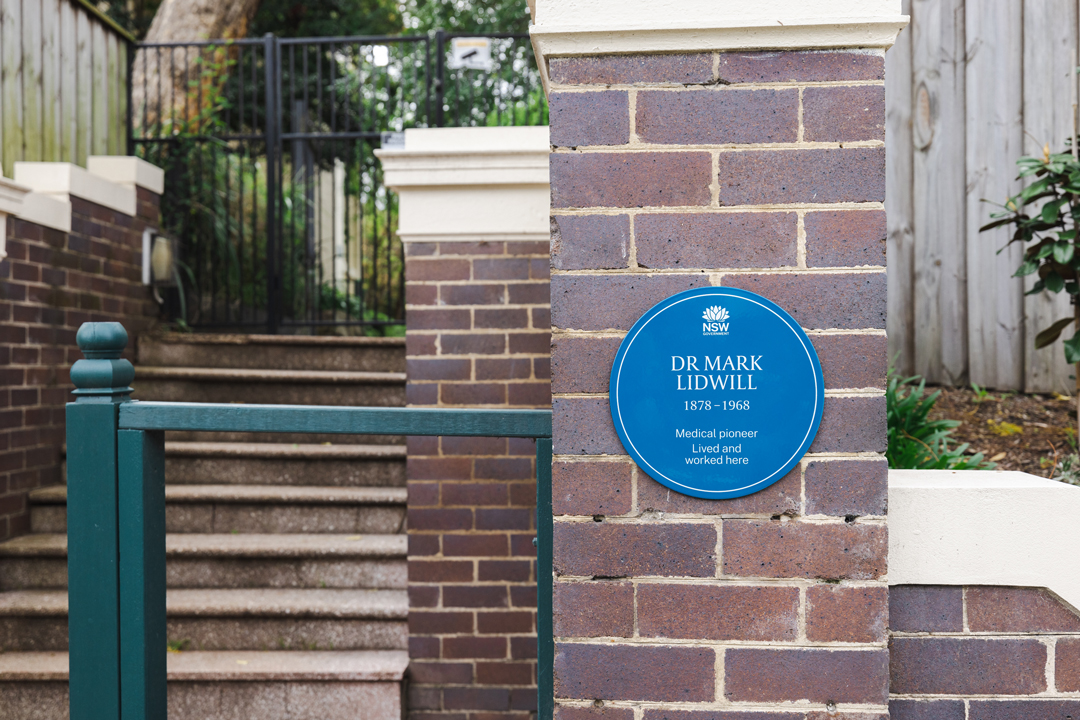 NSW
GOVERNMENT
DR MARK
LIDWILL
1878–1968
Medical pioneer
Lived and
worked here